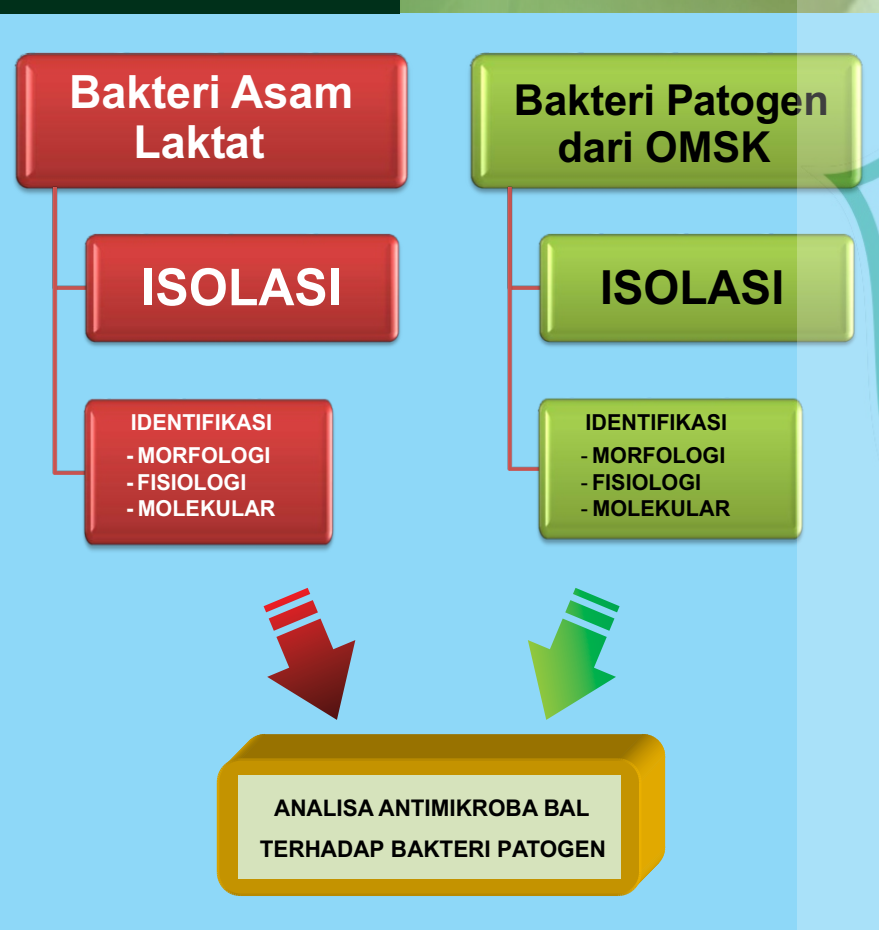 Bakteri Asam
Laktat
ISOLASI
IDENTIFIKASI
- MORFOLOGI
- FISIOLOGI
- MOLEKULAR
Bakteri Patogen
dari OMSK
ISOLASI
IDENTIFIKASI
- MORFOLOGI
- FISIOLOGI
- MOLEKULAR
ANALISA ANTIMIKROBA BAL
TERHADAP BAKTERI PATOGEN